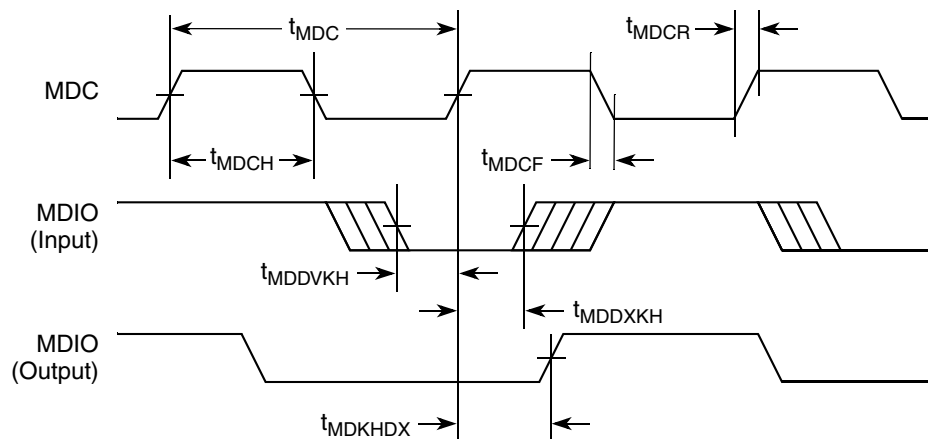 tMDC
tMDCR
MDC
tMDCH
tMDCF
MDIO
(Input)
tMDDVKH
tMDDXKH
MDIO
(Output)
tMDKHDX